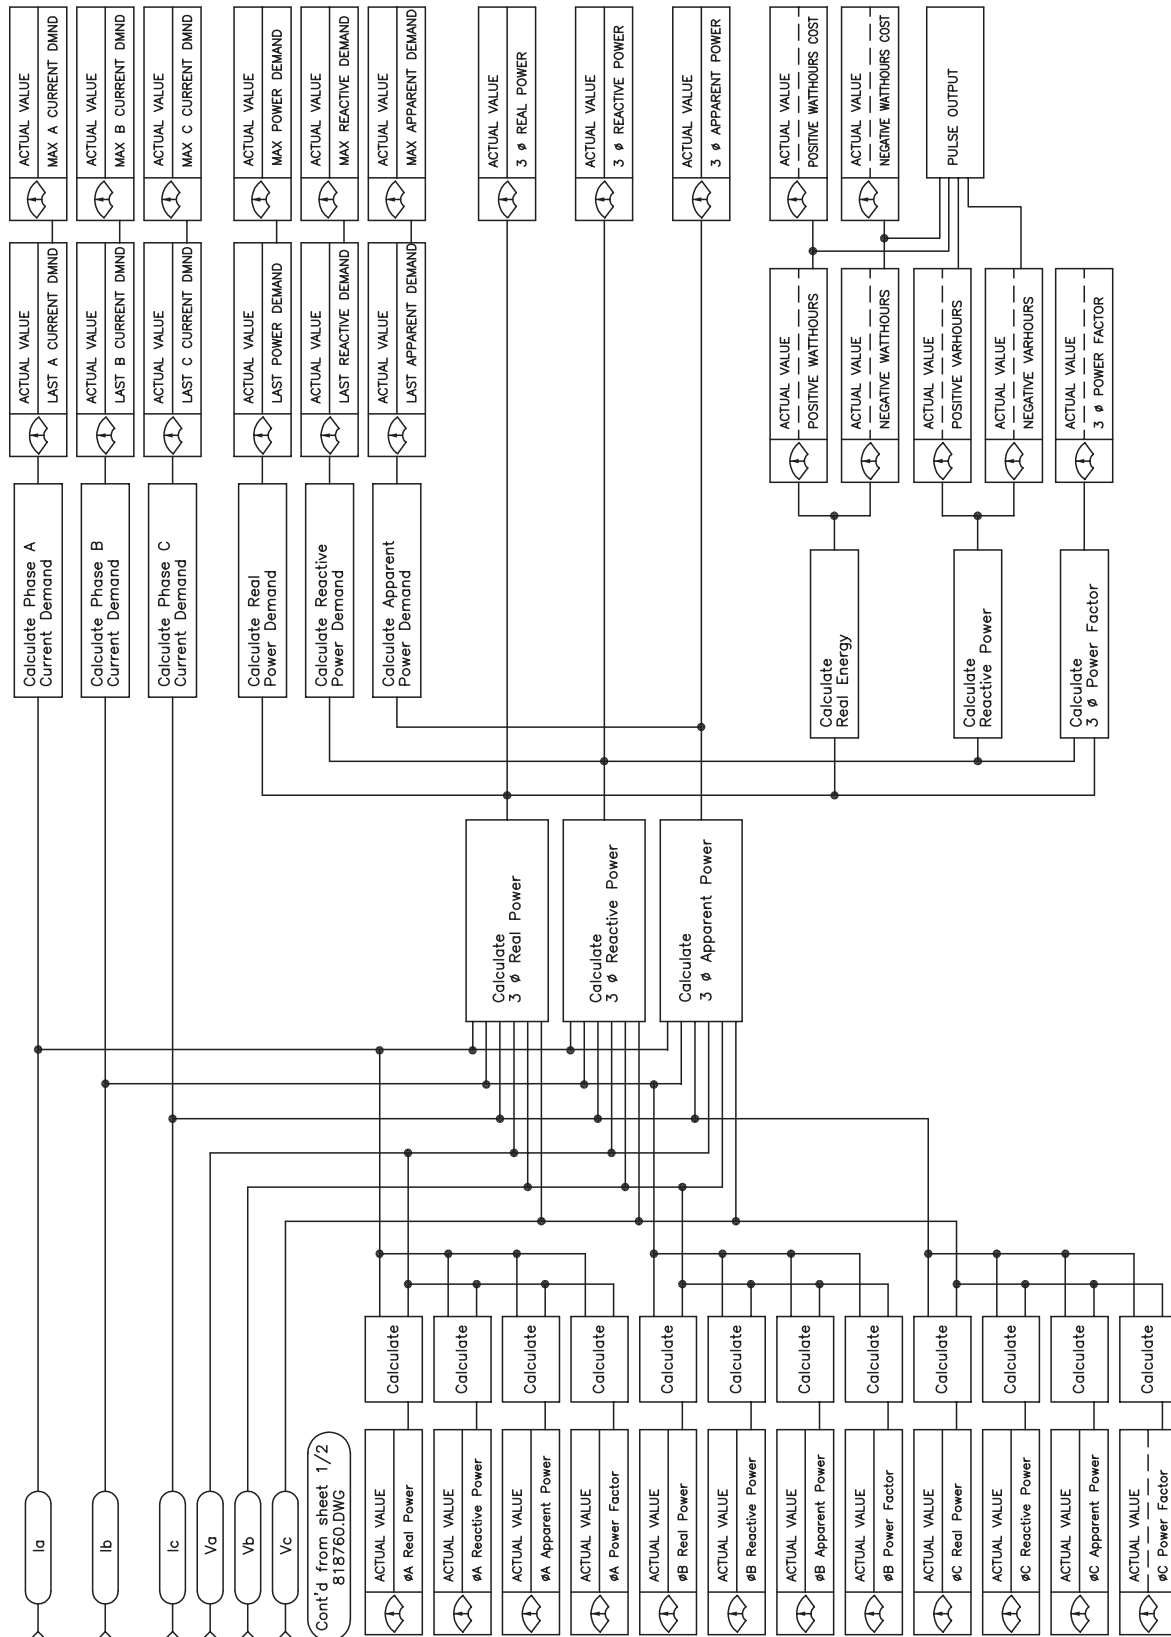 Ia
Ib
Ic
Va
Vb
Vc
Cont'd from sheet 1/2
818760.DWG
ACTUAL VALUE
øA Real Power
ACTUAL VALUE
øA Reactive Power
ACTUAL VALUE
øA Apparent Power
ACTUAL VALUE
øA Power Factor
ACTUAL VALUE
øB Real Power
ACTUAL VALUE
øB Reactive Power
ACTUAL VALUE
øB Apparent Power
ACTUAL VALUE
øB Power Factor
ACTUAL VALUE
øC Real Power
ACTUAL VALUE
øC Reactive Power
ACTUAL VALUE
øC Apparent Power
ACTUAL VALUE
øC Power Factor
Calculate
Calculate
Calculate
Calculate
Calculate
Calculate
Calculate
Calculate
Calculate
Calculate
Calculate
Calculate
Calculate
3 ø Real Power
Calculate
3 ø Reactive Power
Calculate
3 ø Apparent Power
Calculate Phase A
Current Demand
Calculate Phase B
Current Demand
Calculate Phase C
Current Demand
Calculate Real
Power Demand
Calculate Reactive
Power Demand
Calculate Apparent
Power Demand
Calculate
Real Energy
Calculate
Reactive Power
Calculate
3 ø Power Factor
ACTUAL VALUE
LAST A CURRENT DMND
ACTUAL VALUE
LAST B CURRENT DMND
ACTUAL VALUE
LAST C CURRENT DMND
ACTUAL VALUE
LAST POWER DEMAND
ACTUAL VALUE
LAST REACTIVE DEMAND
ACTUAL VALUE
LAST APPARENT DEMAND
ACTUAL VALUE
POSITIVE WATTHOURS
ACTUAL VALUE
NEGATIVE WATTHOURS
ACTUAL VALUE
POSITIVE VARHOURS
ACTUAL VALUE
NEGATIVE VARHOURS
ACTUAL VALUE
3 ø POWER FACTOR
ACTUAL VALUE
MAX A CURRENT DMND
ACTUAL VALUE
MAX B CURRENT DMND
ACTUAL VALUE
MAX C CURRENT DMND
ACTUAL VALUE
MAX POWER DEMAND
ACTUAL VALUE
MAX REACTIVE DEMAND
ACTUAL VALUE
MAX APPARENT DEMAND
ACTUAL VALUE
3 ø REAL POWER
ACTUAL VALUE
3 ø REACTIVE POWER
ACTUAL VALUE
3 ø APPARENT POWER
ACTUAL VALUE
POSITIVE WATTHOURS COST
ACTUAL VALUE
NEGATIVE WATTHOURS COST
PULSE OUTPUT